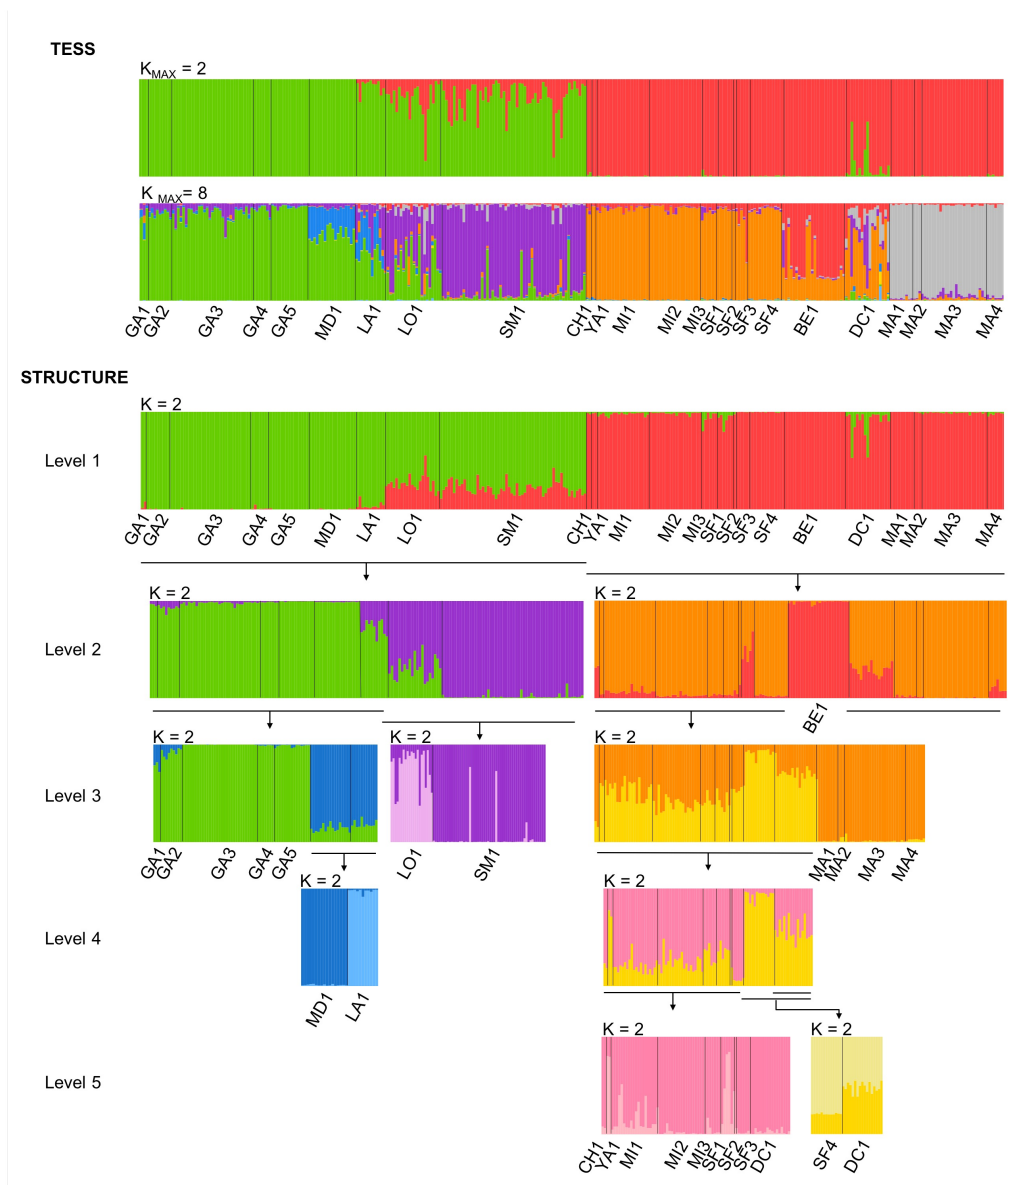 TESS
KMAX = 2
K MAX= 8
GA1 GA2 GA3 GA4 GA5 MD1 LA1 LO1 SM1 CH1 YA1 MI1 MI2 MI3 SF1 SF2 SF3 SF4 BE1 DC1 MA1 MA2 MA3 MA4
STRUCTURE
K = 2
Level 1
GA1 GA2 GA3 GA4 GA5 MD1 LA1 LO1 SM1 CH1 YA1 MI1 MI2 MI3 SF1 SF2 SF3 SF4 BE1 DC1 MA1 MA2 MA3 MA4
K = 2 K = 2
Level 2
BE1
K = 2 K = 2 K = 2
Level 3
GA1 GA2 GA3 GA4 GA5 LO1 SM1 MA1 MA2 MA3 MA4
K = 2 K = 2
Level 4
MD1 LA1
K = 2 K = 2
Level 5
CH1 YA1 MI1 MI2 MI3 SF1 SF2 SF3 DC1 SF4 DC1